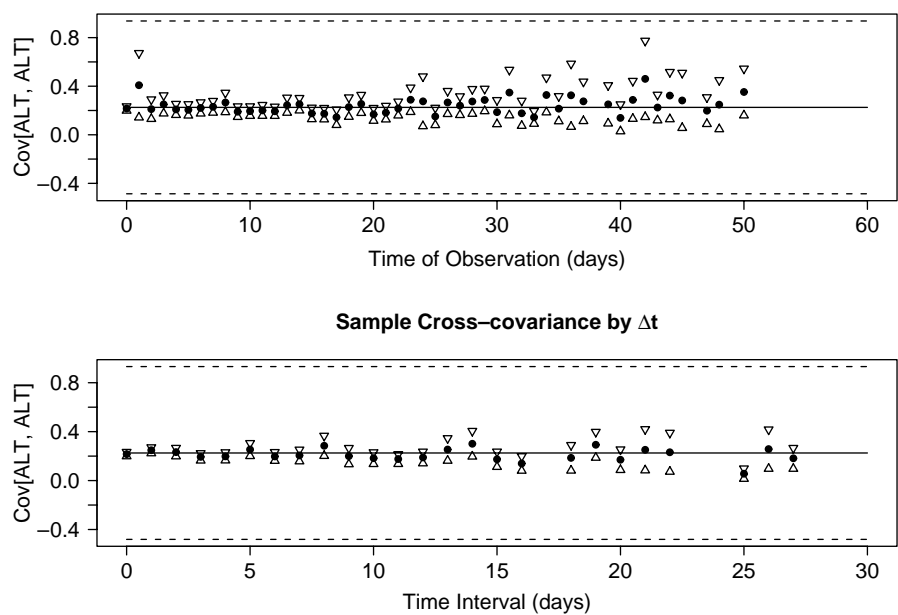 Cov[ALT, ALT]
0.8
0.4
0.0
−0.4
0 10 20 30 40 50 60
Time of Observation (days)
Sample Cross−covariance by Δt
Cov[ALT, ALT]
0.8
0.4
0.0
−0.4
0 5 10 15 20 25 30
Time Interval (days)